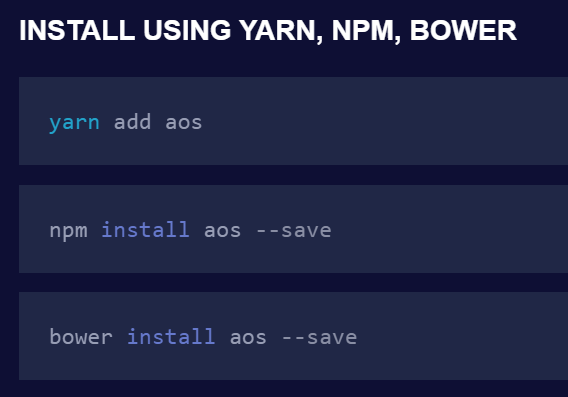 INSTALL USING YARN, NPM, BOWER
yarn add aos
npm install aos --save
bower install aos --save